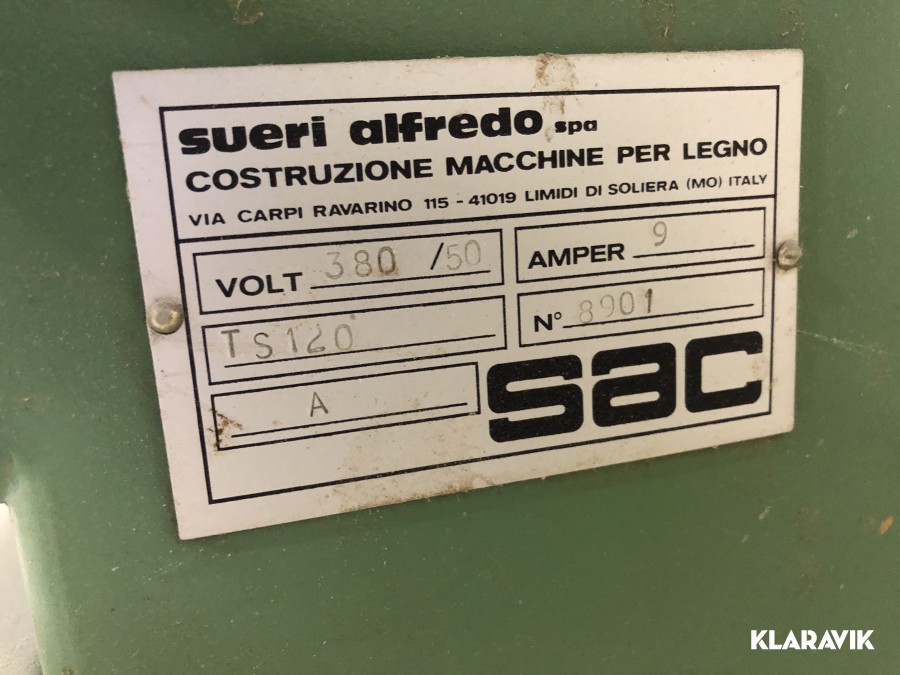 sueri alfredo spa
COSTRUZIONE MACCHINE PER LEGNO
VIA CARPI RAVARINO 115 - 41019 LIMIDI DI SOLIERA (MO) ITALY
VOLT 380 /50
AMPER 9
TS120
N° 8901
A
sac
KLARAVIK